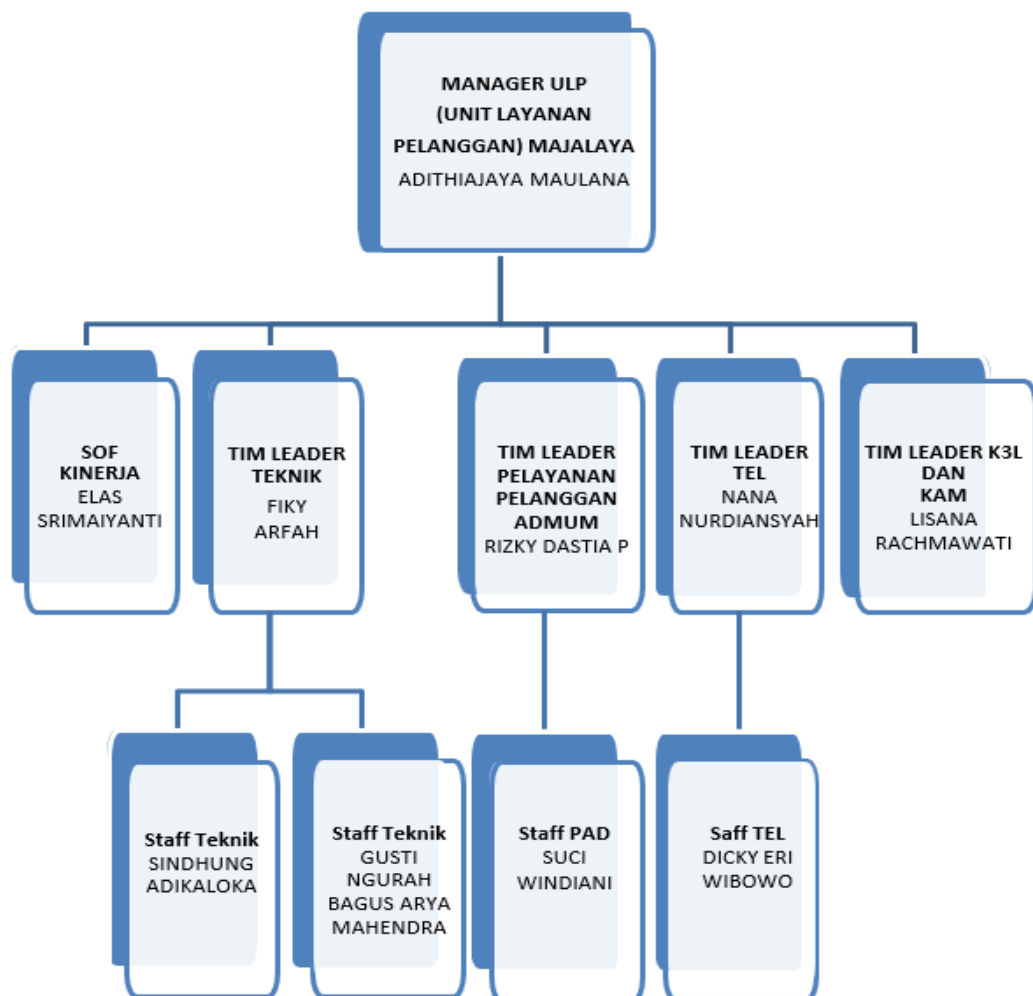 MANAGER ULP
(UNIT LAYANAN
PELANGGAN) MAJALAYA
ADITHIAJAYA MAULANA
SOF
KINERJA
ELAS
SRIMAIYANTI
TIM LEADER
TEKNIK
FIKY
ARFAH
TIM LEADER
PELAYANAN
PELANGGAN
ADMUM
RIZKY DASTIA P
TIM LEADER
TEL
NANA
NURDIANSYAH
TIM LEADER K3L
DAN
KAM
LISANA
RACHMAWATI
Staff Teknik
SINDHUNG
ADIKALOKA
Staff Teknik
GUSTI
NGURAH
BAGUS ARYA
MAHENDRA
Staff PAD
SUCI
WINDIANI
Saff TEL
DICKY ERI
WIBOWO